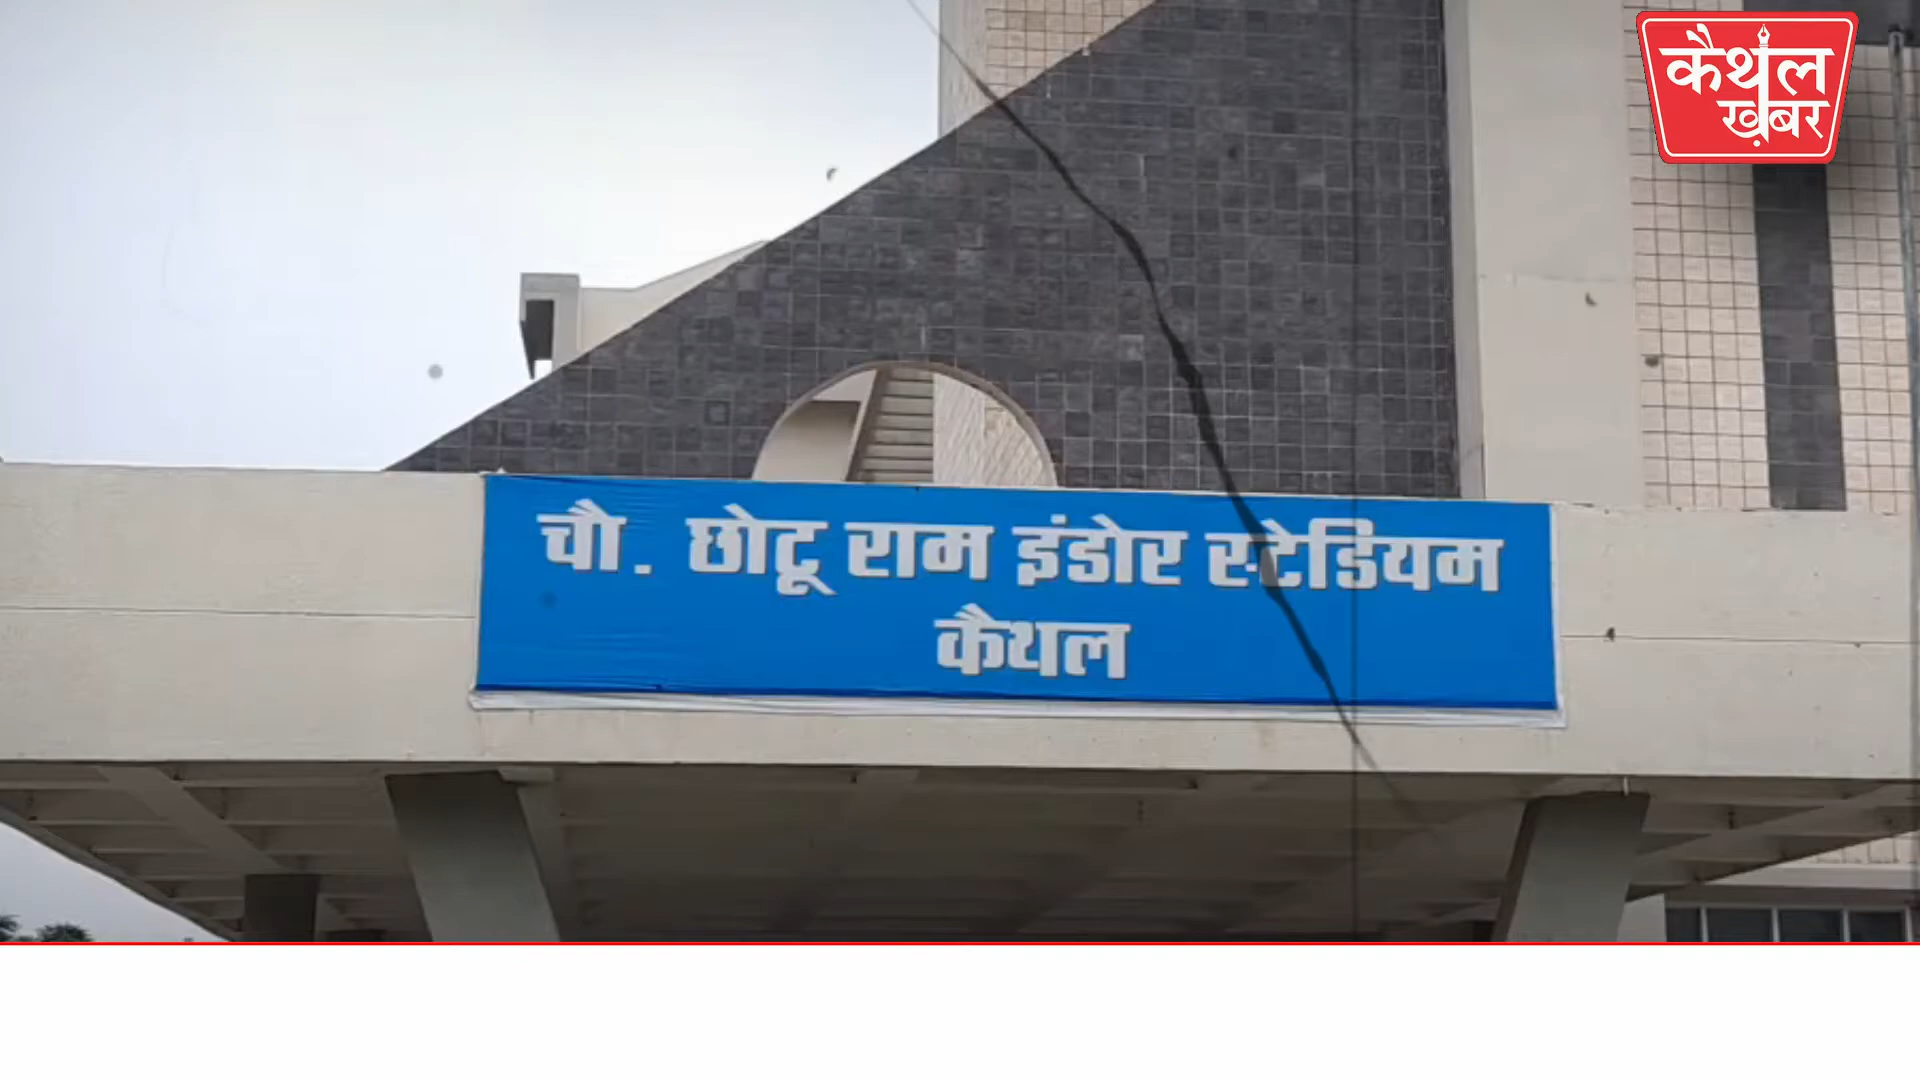 कैथल
ख़बर
चौ. छोटू राम इंडोर स्टेडियम
कैथल